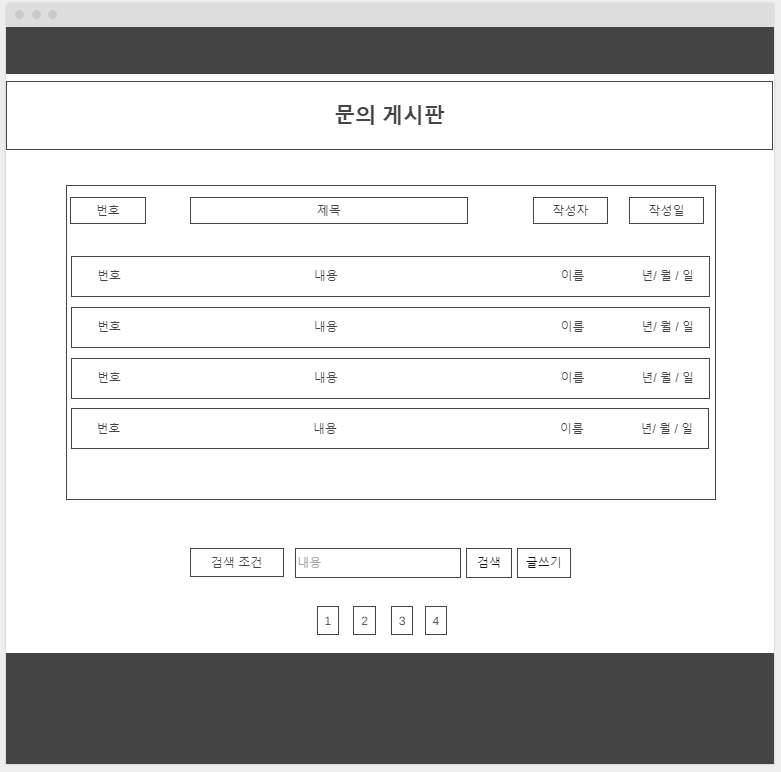 문의 게시판
번호 제목 작성자 작성일
번호 내용 이름 년/ 월 / 일
번호 내용 이름 년/ 월 / 일
번호 내용 이름 년/ 월 / 일
번호 내용 이름 년/ 월 / 일
검색 조건 내용 검색 글쓰기
1 2 3 4